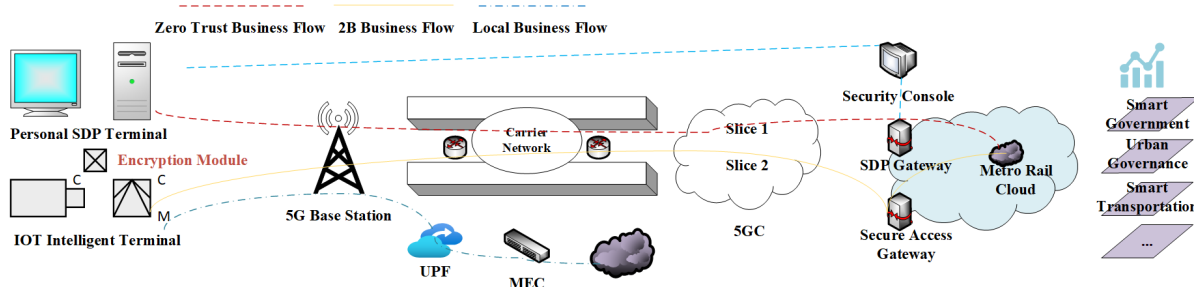 Zero Trust Business Flow
2B Business Flow
Local Business Flow
Personal SDP Terminal
Encryption Module
C
C
M
IOT Intelligent Terminal
5G Base Station
Carrier
Network
UPF
MEC
Slice 1
Slice 2
5GC
Security Console
SDP Gateway
Metro Rail
Cloud
Secure Access
Gateway
Smart
Government
Urban
Governance
Smart
Transportation
...